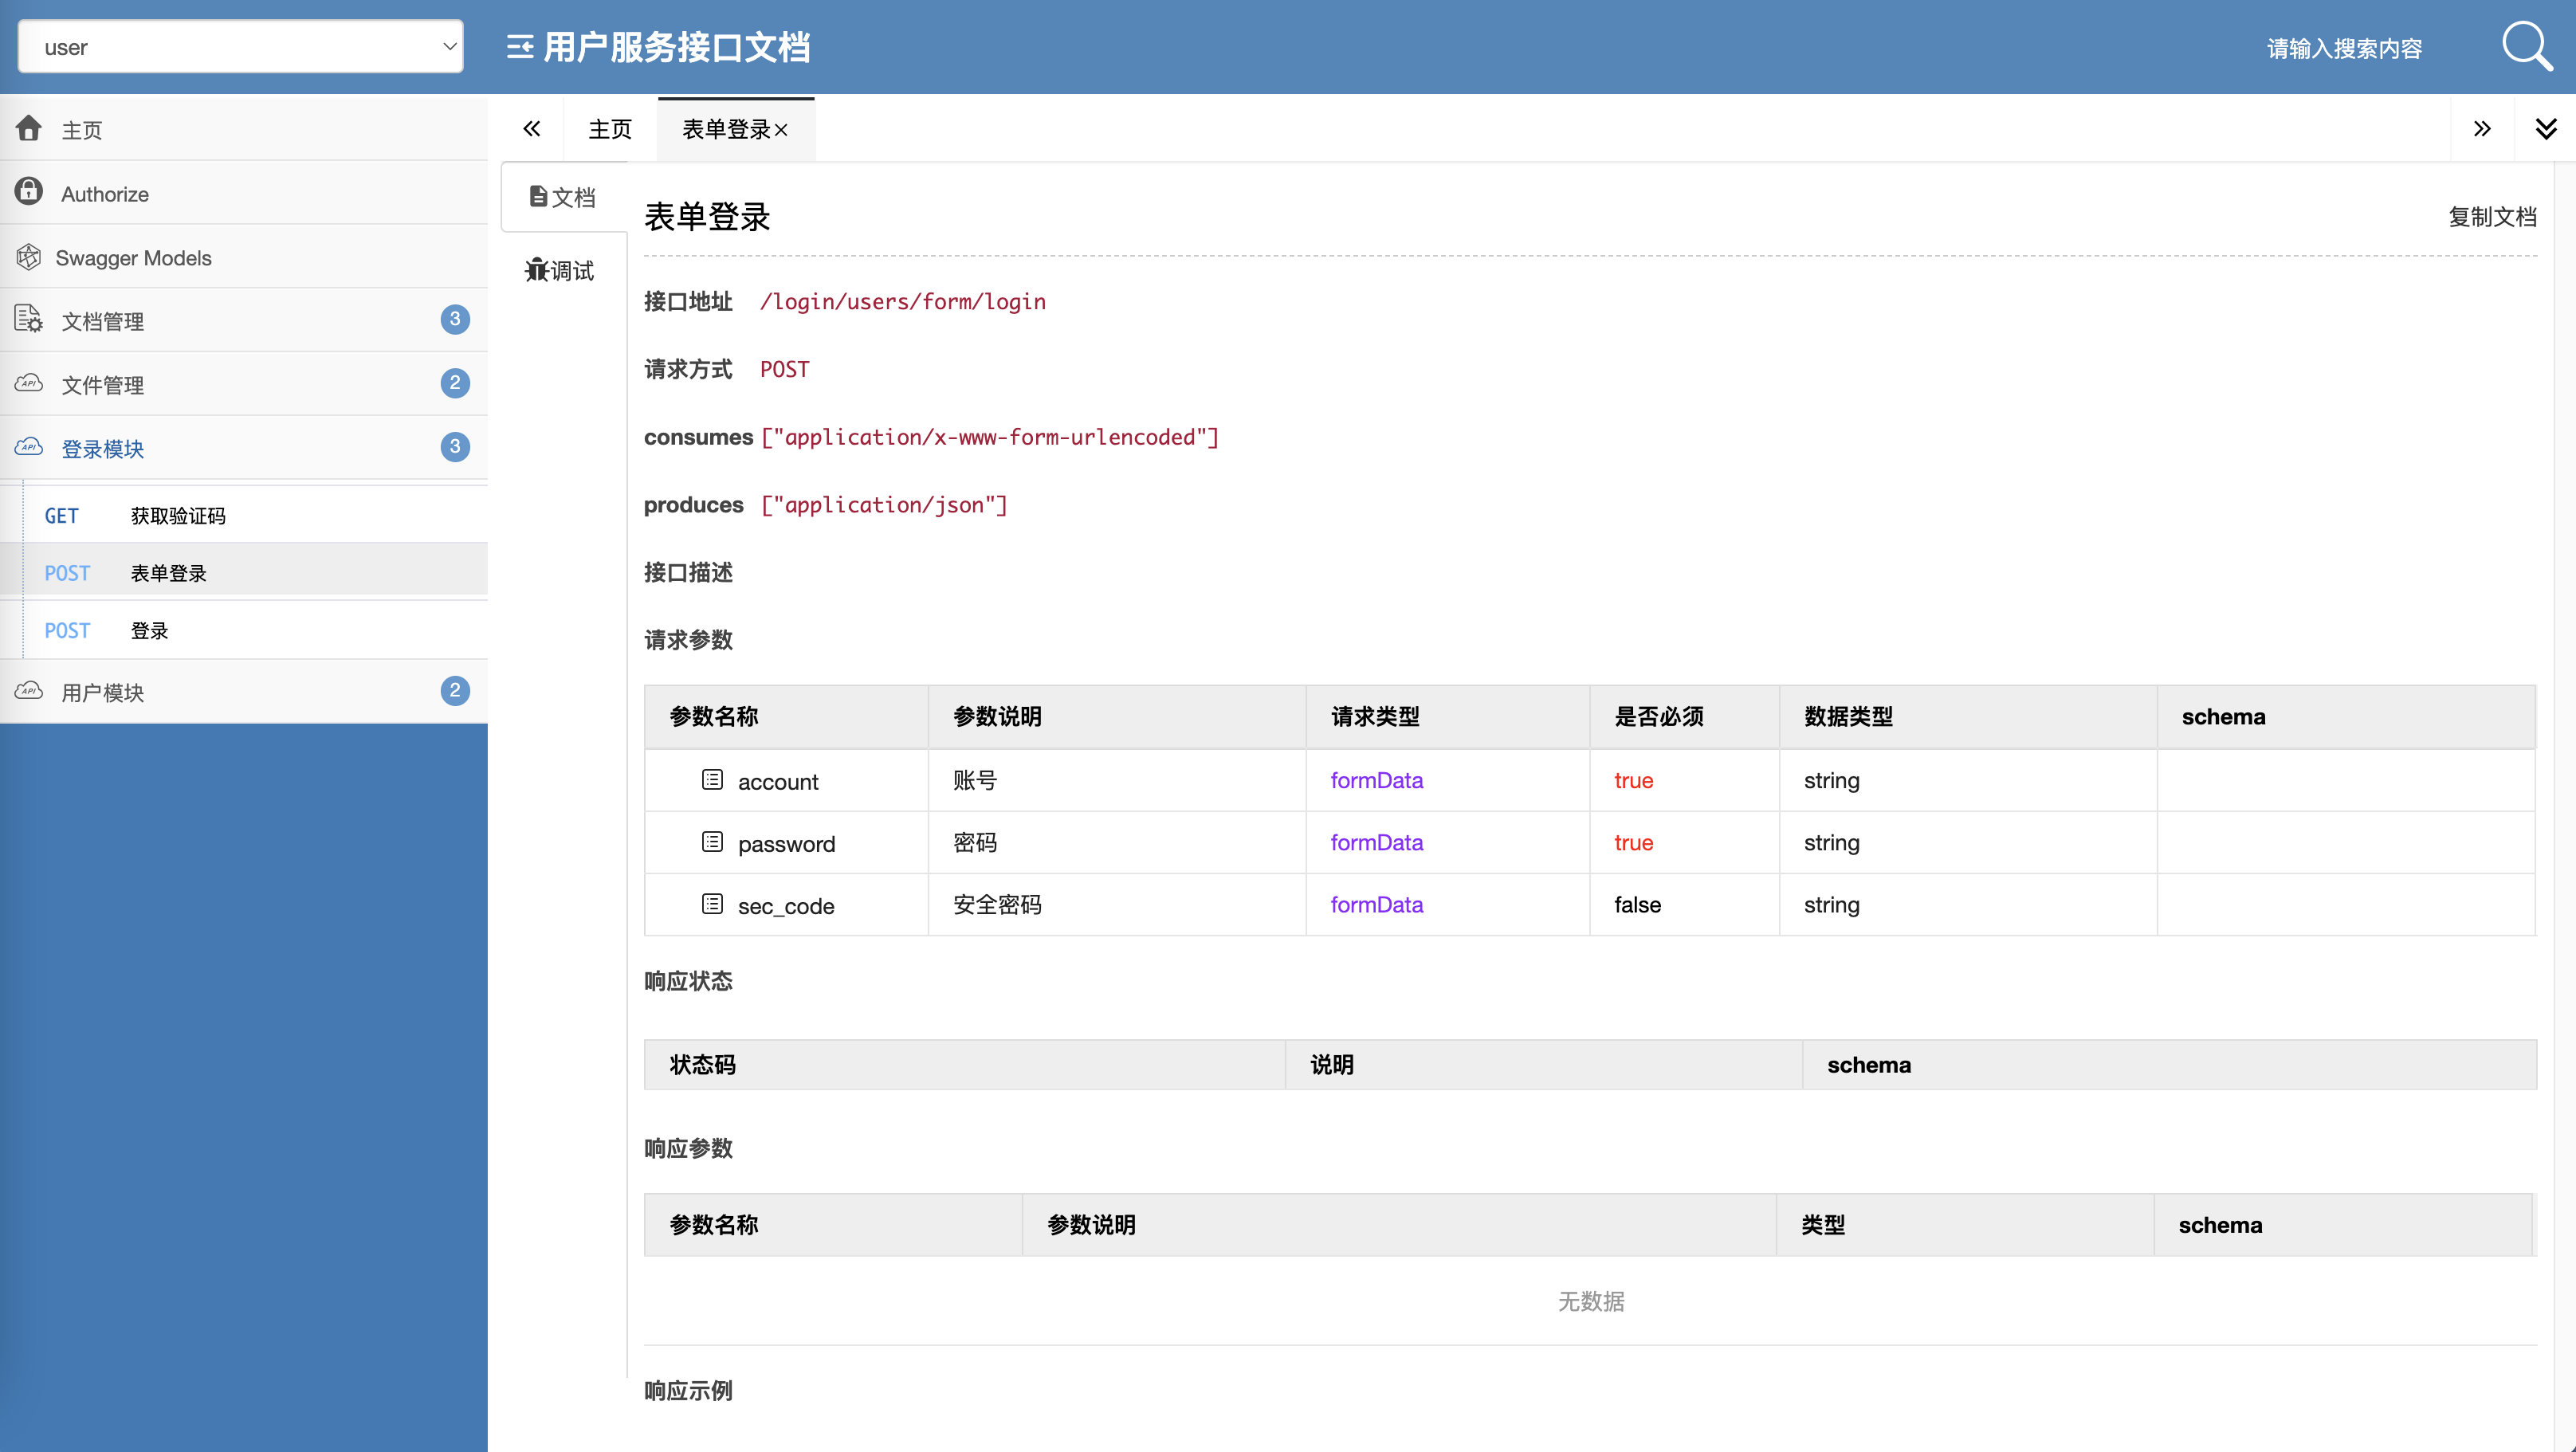 user
用户服务接口文档
请输入搜索内容
主页
Authorize
Swagger Models
文档管理 3
文件管理 2
登录模块 3
GET 获取验证码
POST 表单登录
POST 登录
用户模块 2
主页
表单登录
文档
调试
表单登录
复制文档
接口地址 /login/users/form/login
请求方式 POST
consumes ["application/x-www-form-urlencoded"]
produces ["application/json"]
接口描述
请求参数
参数名称 参数说明 请求类型 是否必须 数据类型 schema
account 账号 formData true string
password 密码 formData true string
sec_code 安全密码 formData false string
响应状态
状态码 说明 schema
响应参数
参数名称 参数说明 类型 schema
无数据
响应示例